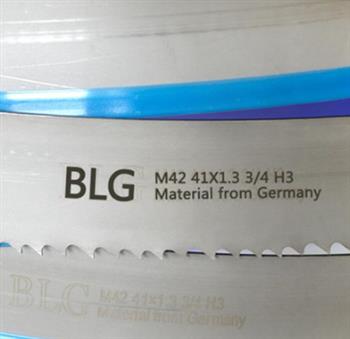 BLG
M42 41X1.3 3/4 H3
Material from Germany
BLG
M42 41X1.3 3/4 H3
Material from Germany